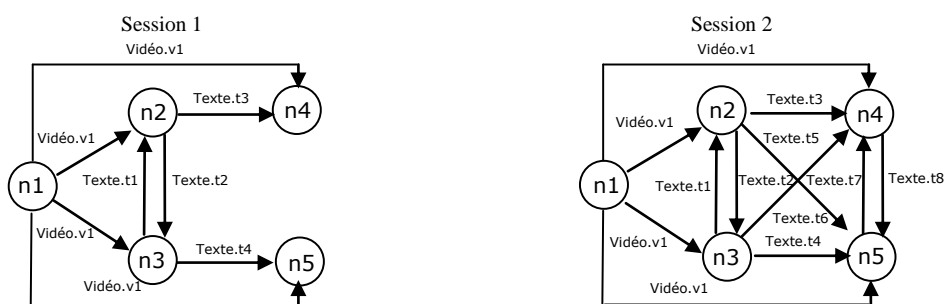 Session 1
Vidéo.v1
n2
Texte.t3
n4
Vidéo.v1
n1
Texte.t1
Texte.t2
Vidéo.v1
n3
Texte.t4
n5
Vidéo.v1
Session 2
Vidéo.v1
n2
Texte.t3
n4
Vidéo.v1
Texte.t5
n1
Texte.t1
Texte.t2
Texte.t7
Texte.t8
Texte.t6
Vidéo.v1
n3
Texte.t4
n5
Vidéo.v1